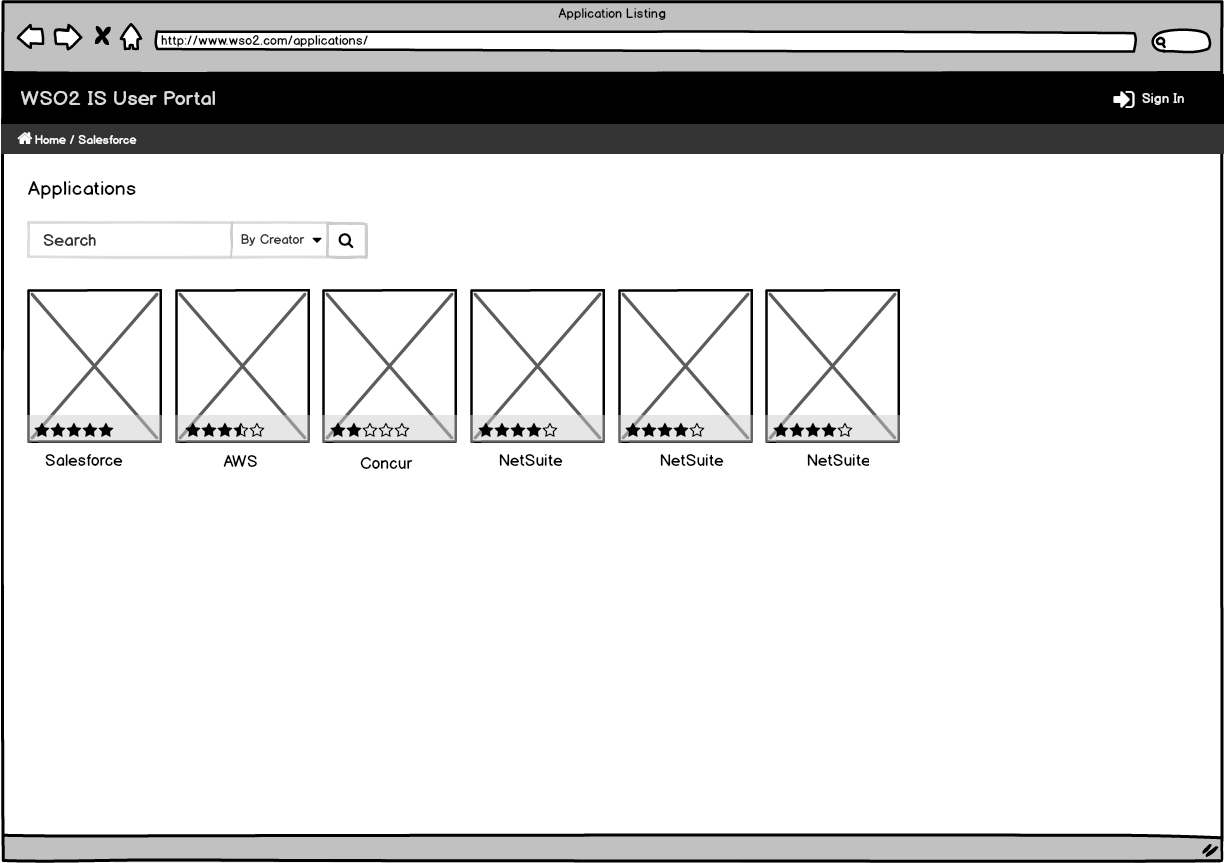 Application Listing
http://www.wso2.com/applications/
WSO2 IS User Portal
Sign In
Home / Salesforce
Applications
Search
By Creator
Salesforce
AWS
Concur
NetSuite
NetSuite
NetSuite